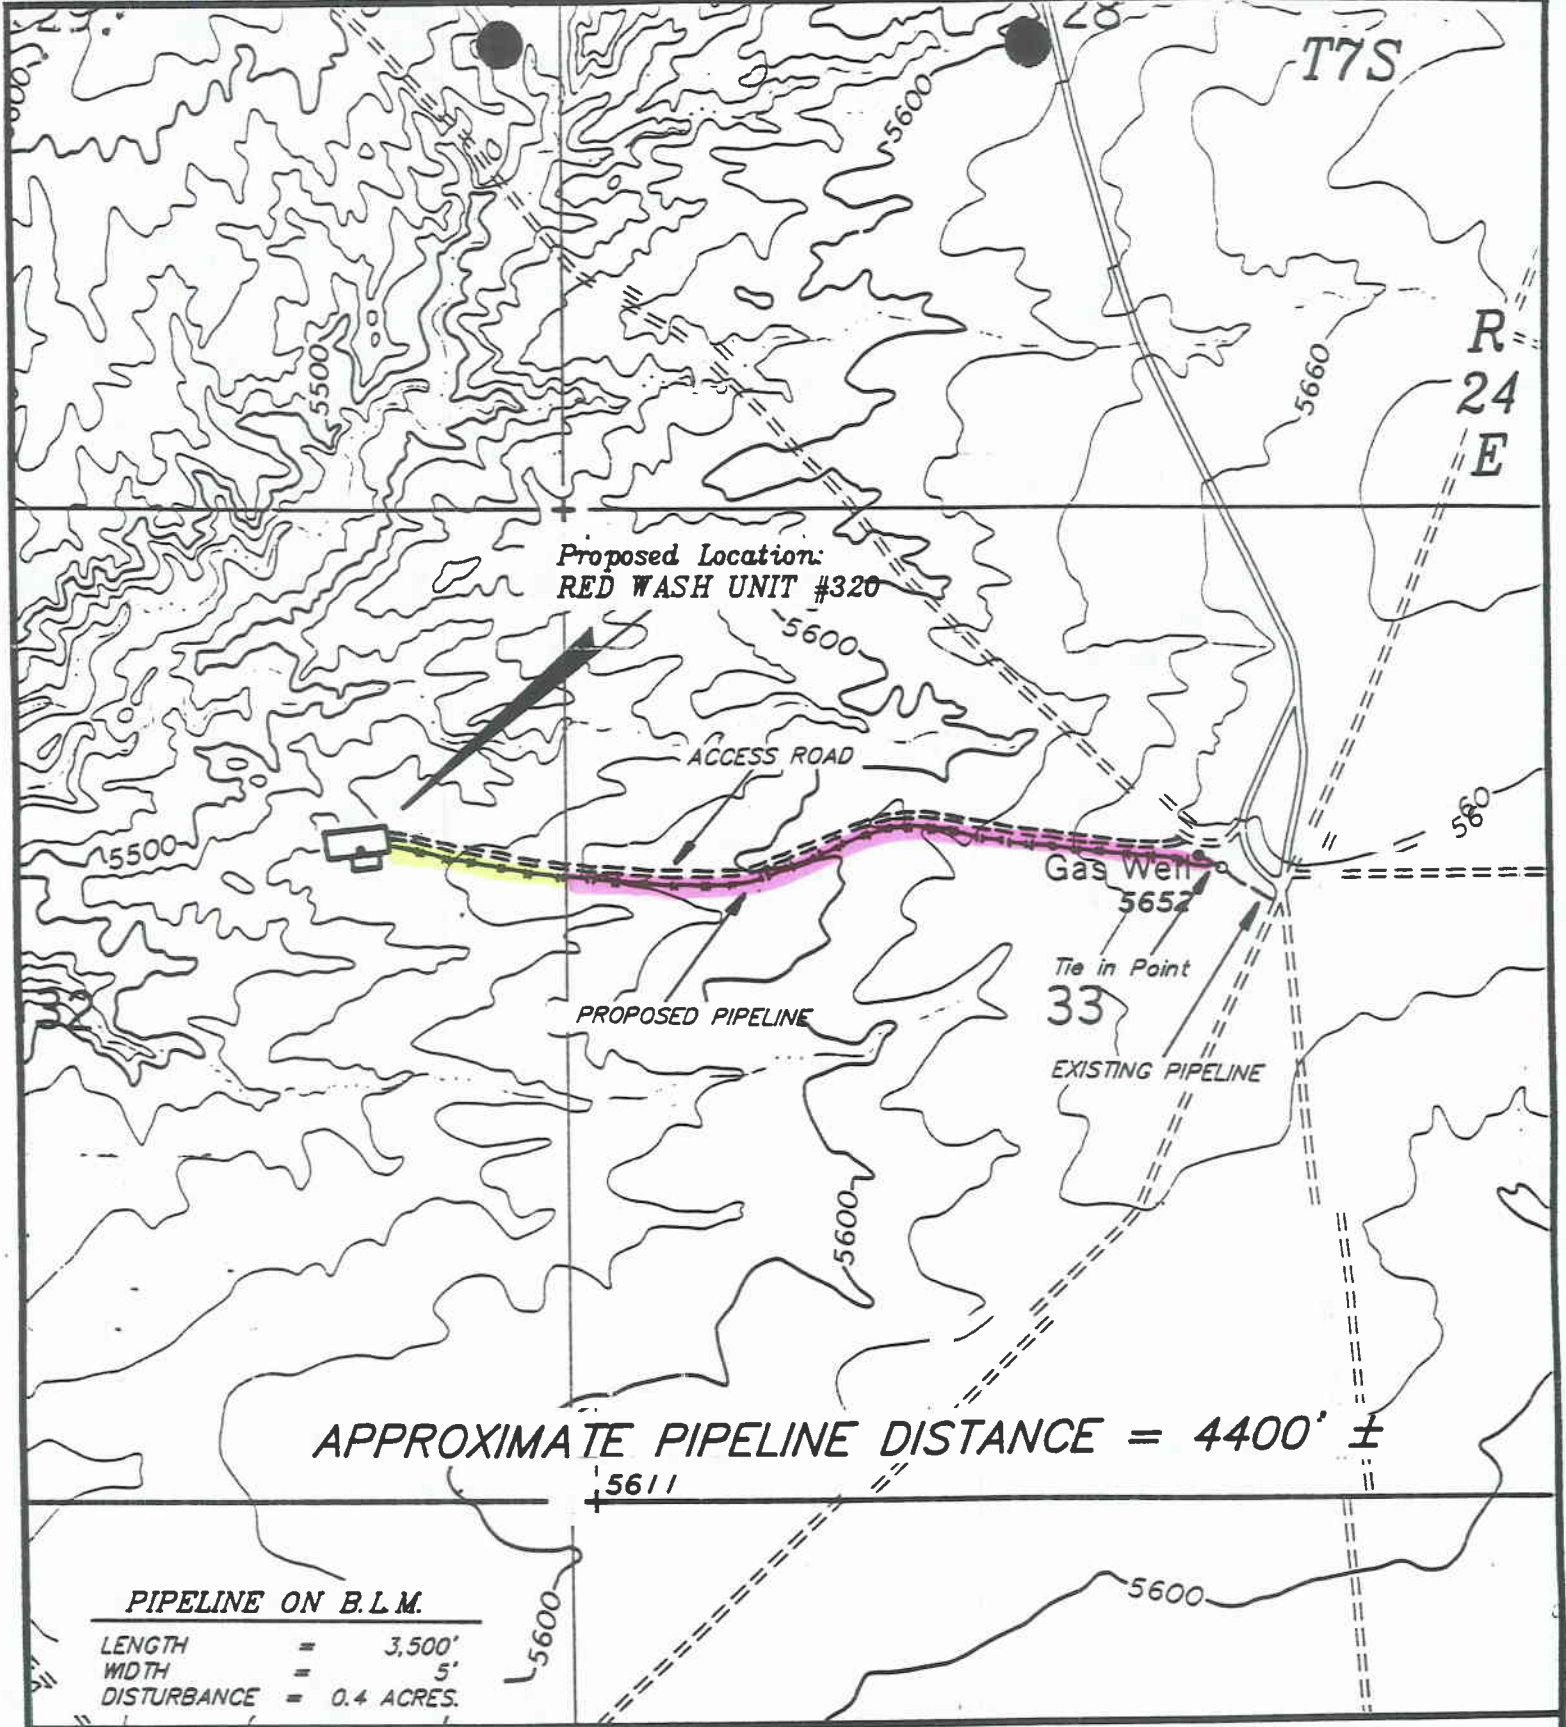 28
T7S
5600
R
24
E
5500
5660
Proposed Location:
RED WASH UNIT #320
5600
ACCESS ROAD
5660
5500
Gas Well
5652
Tie in Point
33
32
PROPOSED PIPELINE
EXISTING PIPELINE
5600
APPROXIMATE PIPELINE DISTANCE = 4400' ±
5611
5600
5600
PIPELINE ON B.L.M.
LENGTH = 3,500'
WIDTH = 5'
DISTURBANCE = 0.4 ACRES.